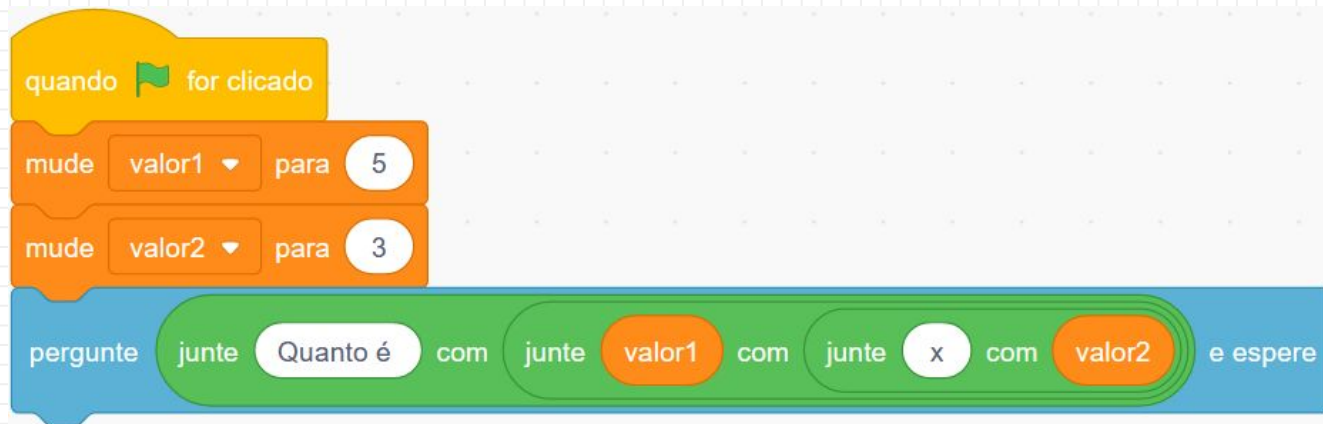 quando for clicado
mude valor1 para 5
mude valor2 para 3
pergunte junte Quanto é com junte valor1 com junte x com valor2 e espere